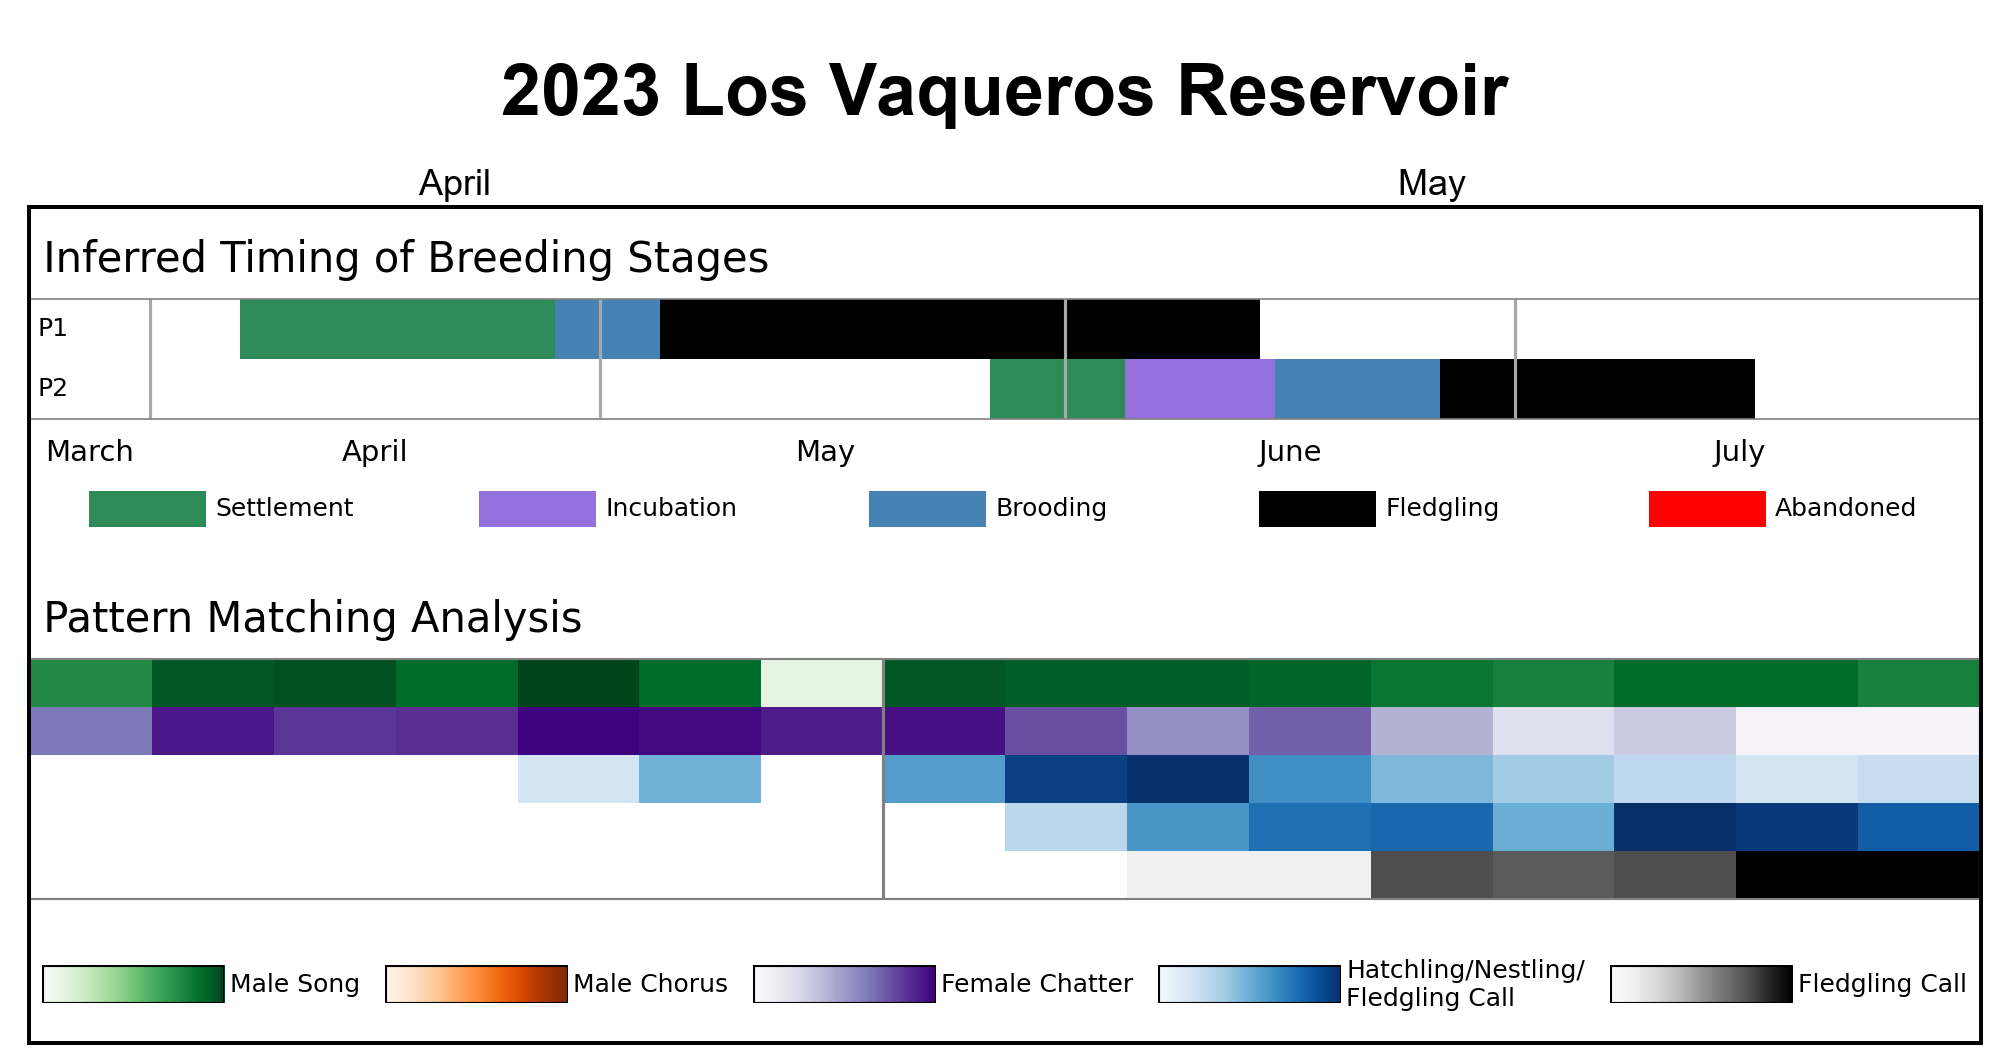 2023 Los Vaqueros Reservoir
April May
Inferred Timing of Breeding Stages
P1
P2
March April May June July
Settlement Incubation Brooding Fledgling Abandoned
Pattern Matching Analysis
Male Song Male Chorus Female Chatter Hatchling/Nestling/
Fledgling Call Fledgling Call